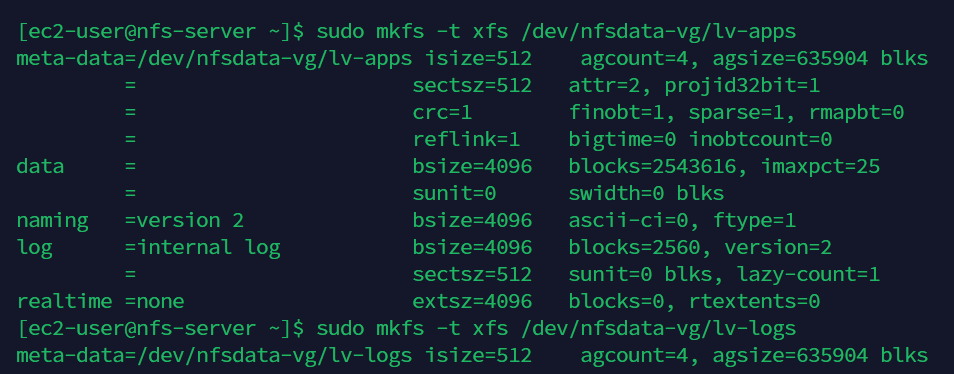 [ec2-user@nfs-server ~]$ sudo mkfs -t xfs /dev/nfsdata-vg/lv-apps
meta-data=/dev/nfsdata-vg/lv-apps isize=512    agcount=4, agsize=635904 blks
         =                       sectsz=512   attr=2, projid32bit=1
         =                       crc=1        finobt=1, sparse=1, rmapbt=0
         =                       reflink=1    bigtime=0 inobtcount=0
data     =                       bsize=4096   blocks=2543616, imaxpct=25
         =                       sunit=0      swidth=0 blks
naming   =version 2              bsize=4096   ascii-ci=0, ftype=1
log      =internal log           bsize=4096   blocks=2560, version=2
         =                       sectsz=512   sunit=0 blks, lazy-count=1
realtime =none                   extsz=4096   blocks=0, rtextents=0
[ec2-user@nfs-server ~]$ sudo mkfs -t xfs /dev/nfsdata-vg/lv-logs
meta-data=/dev/nfsdata-vg/lv-logs isize=512    agcount=4, agsize=635904 blks